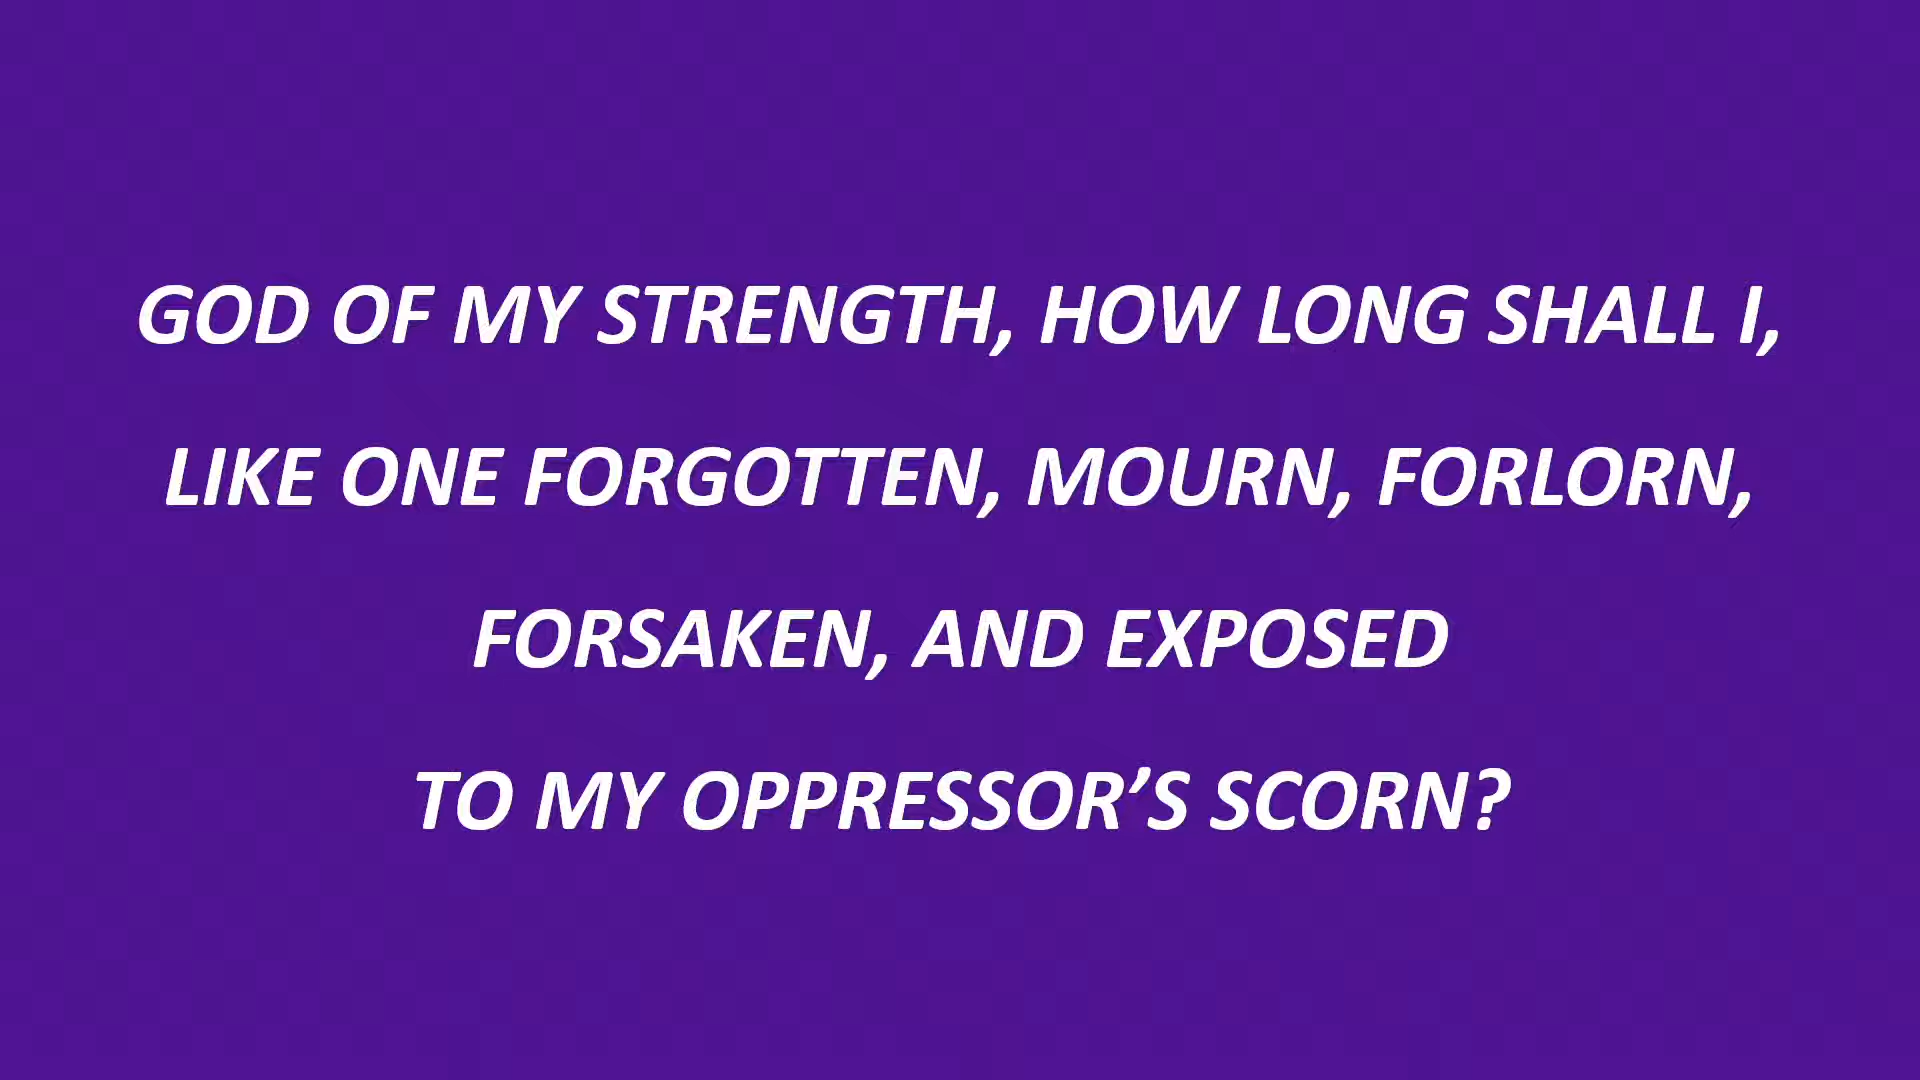 GOD OF MY STRENGTH, HOW LONG SHALL I,
LIKE ONE FORGOTTEN, MOURN, FORLORN,
FORSAKEN, AND EXPOSED
TO MY OPPRESSOR’S SCORN?